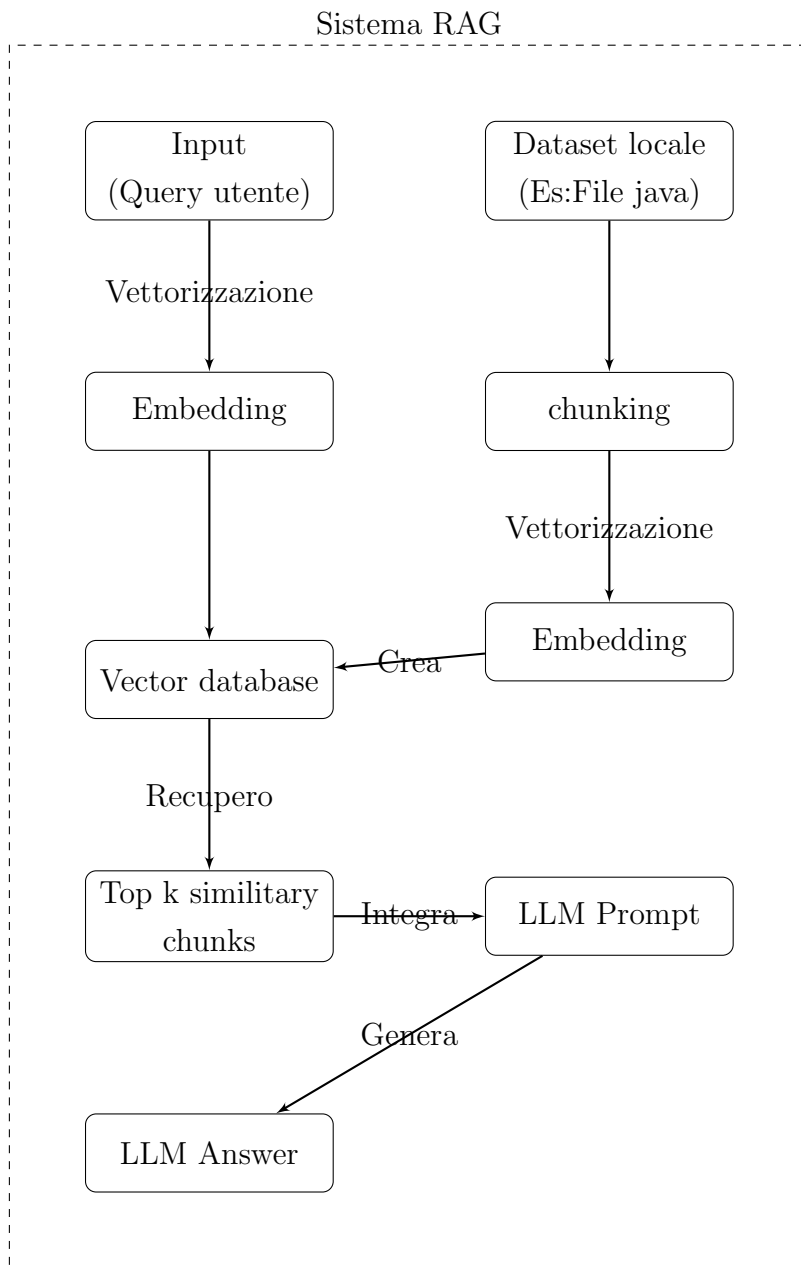 Sistema RAG
Input
(Query utente)
Dataset locale
(Es:File java)
Vettorizzazione
Embedding
chunking
Vettorizzazione
Embedding
Crea
Vector database
Recupero
Top k similitary
chunks
Integra
LLM Prompt
Genera
LLM Answer